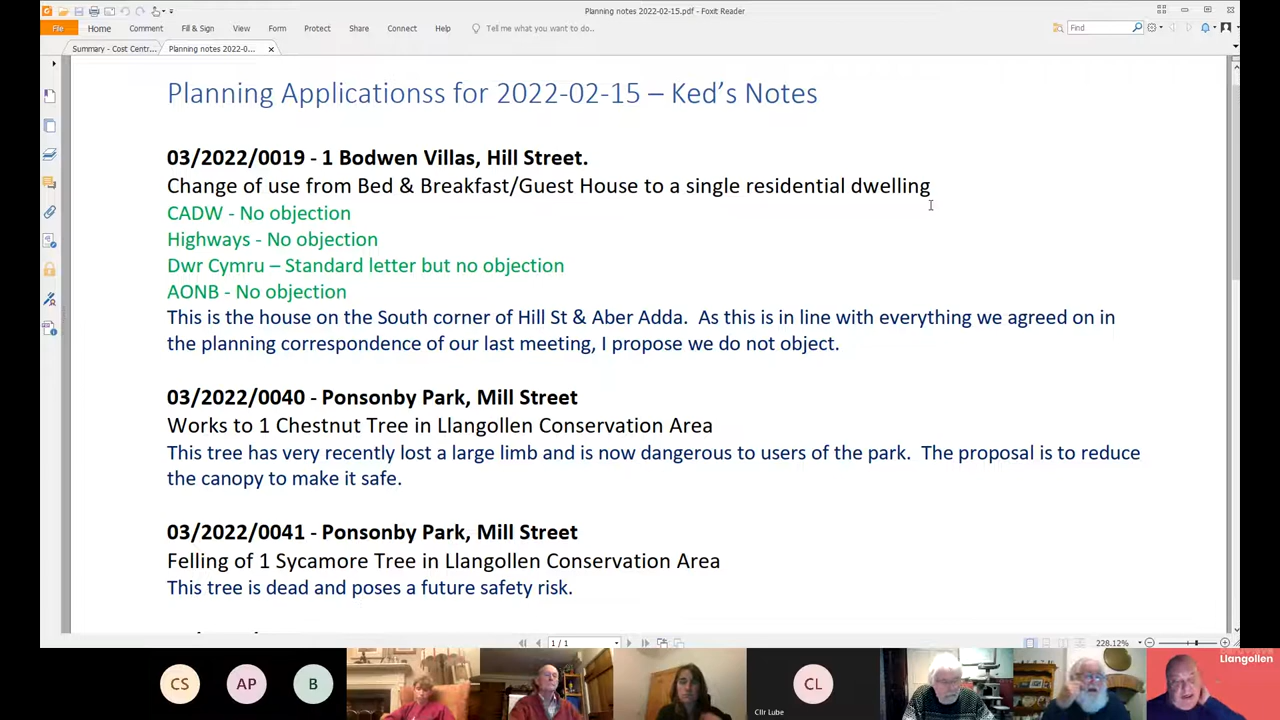 Planning notes 2022-02-15.pdf - Foxit Reader
File Home Comment Fill & Sign View Form Protect Share Connect Help Tell me what you want to do.. Find
Summary - Cost Centr... Planning notes 2022-0...
Planning Applicationss for 2022-02-15 – Ked's Notes
03/2022/0019 - 1 Bodwen Villas, Hill Street.
Change of use from Bed & Breakfast/Guest House to a single residential dwelling
CADW - No objection
Highways - No objection
Dwr Cymru – Standard letter but no objection
AONB - No objection
This is the house on the South corner of Hill St & Aber Adda. As this is in line with everything we agreed on in
the planning correspondence of our last meeting, I propose we do not object.
03/2022/0040 - Ponsonby Park, Mill Street
Works to 1 Chestnut Tree in Llangollen Conservation Area
This tree has very recently lost a large limb and is now dangerous to users of the park. The proposal is to reduce
the canopy to make it safe.
03/2022/0041 - Ponsonby Park, Mill Street
Felling of 1 Sycamore Tree in Llangollen Conservation Area
This tree is dead and poses a future safety risk.
1 / 1 228.12%
CS AP B CL
Cllr Lube
Llangollen